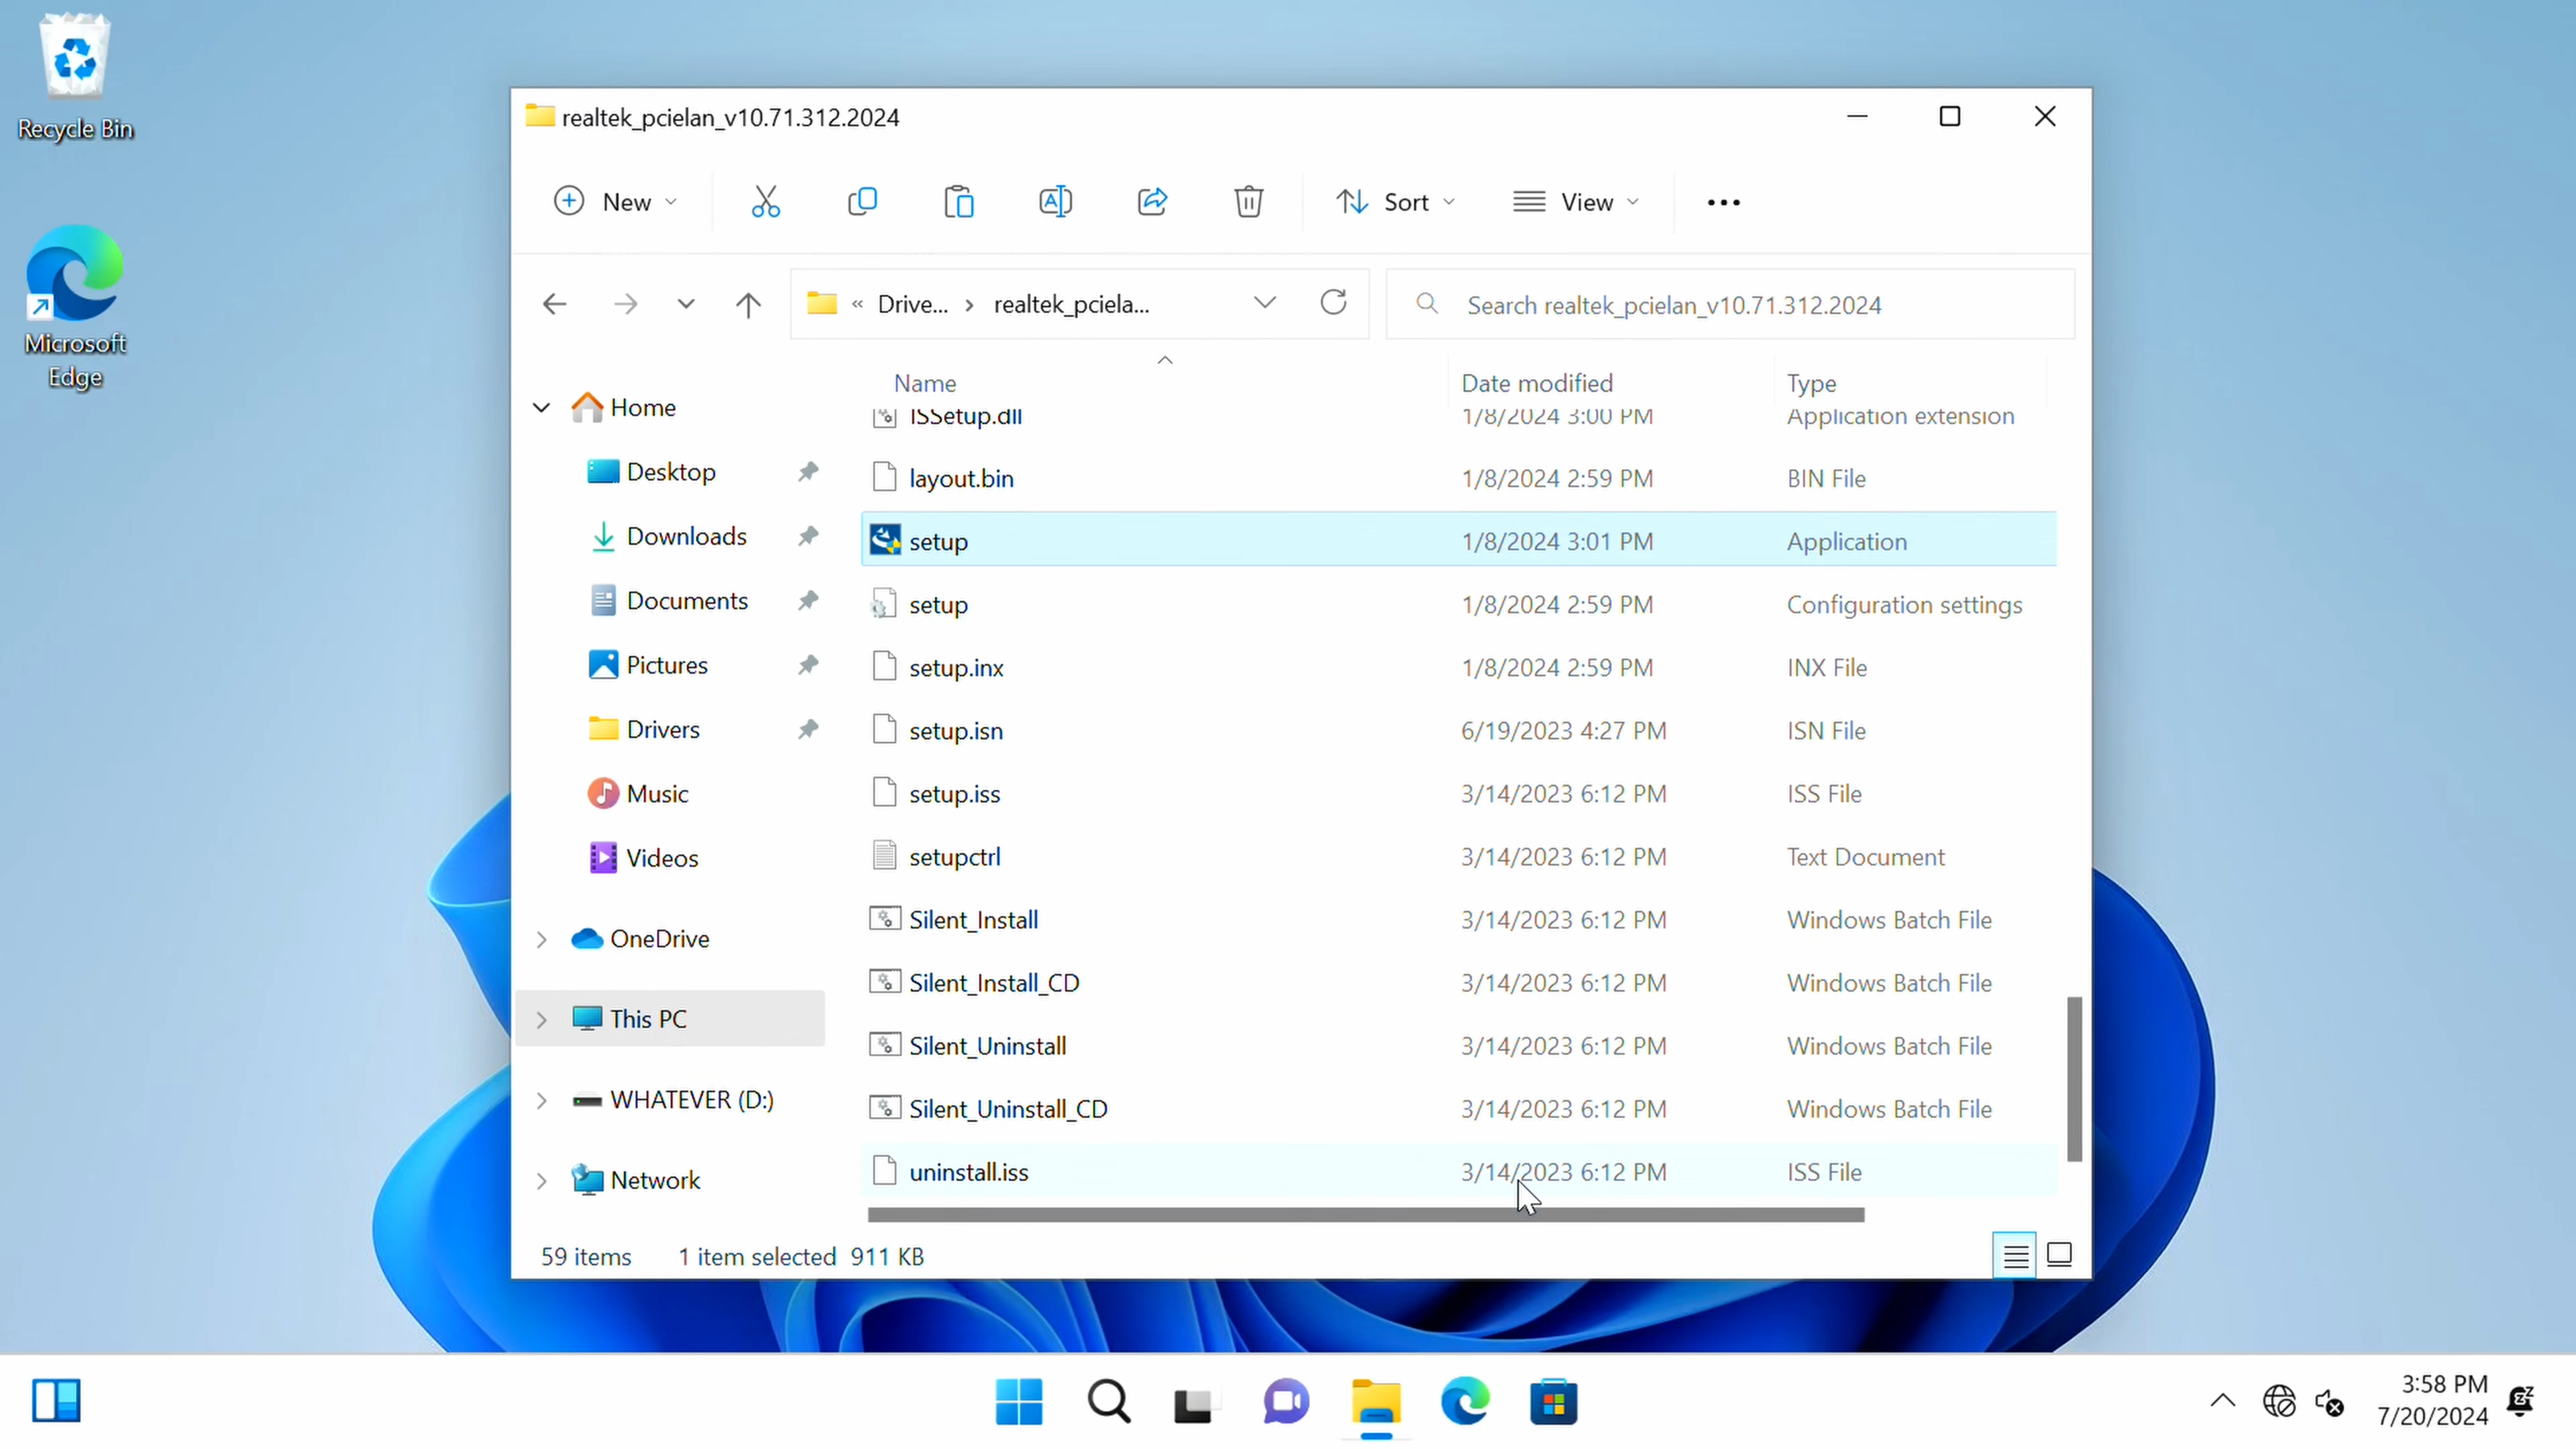 Recycle Bin
Microsoft
Edge
realtek_pcielan_v10.71.312.2024
New
Sort
View
« Drive... › realtek_pciela...
Search realtek_pcielan_v10.71.312.2024
Home
Desktop
Downloads
Documents
Pictures
Drivers
Music
Videos
OneDrive
This PC
WHATEVER (D:)
Network
Name Date modified Type
ISSetup.dll 1/8/2024 3:00 PM Application extension
layout.bin 1/8/2024 2:59 PM BIN File
setup 1/8/2024 3:01 PM Application
setup 1/8/2024 2:59 PM Configuration settings
setup.inx 1/8/2024 2:59 PM INX File
setup.isn 6/19/2023 4:27 PM ISN File
setup.iss 3/14/2023 6:12 PM ISS File
setupctrl 3/14/2023 6:12 PM Text Document
Silent_Install 3/14/2023 6:12 PM Windows Batch File
Silent_Install_CD 3/14/2023 6:12 PM Windows Batch File
Silent_Uninstall 3/14/2023 6:12 PM Windows Batch File
Silent_Uninstall_CD 3/14/2023 6:12 PM Windows Batch File
uninstall.iss 3/14/2023 6:12 PM ISS File
59 items 1 item selected 911 KB
3:58 PM
7/20/2024